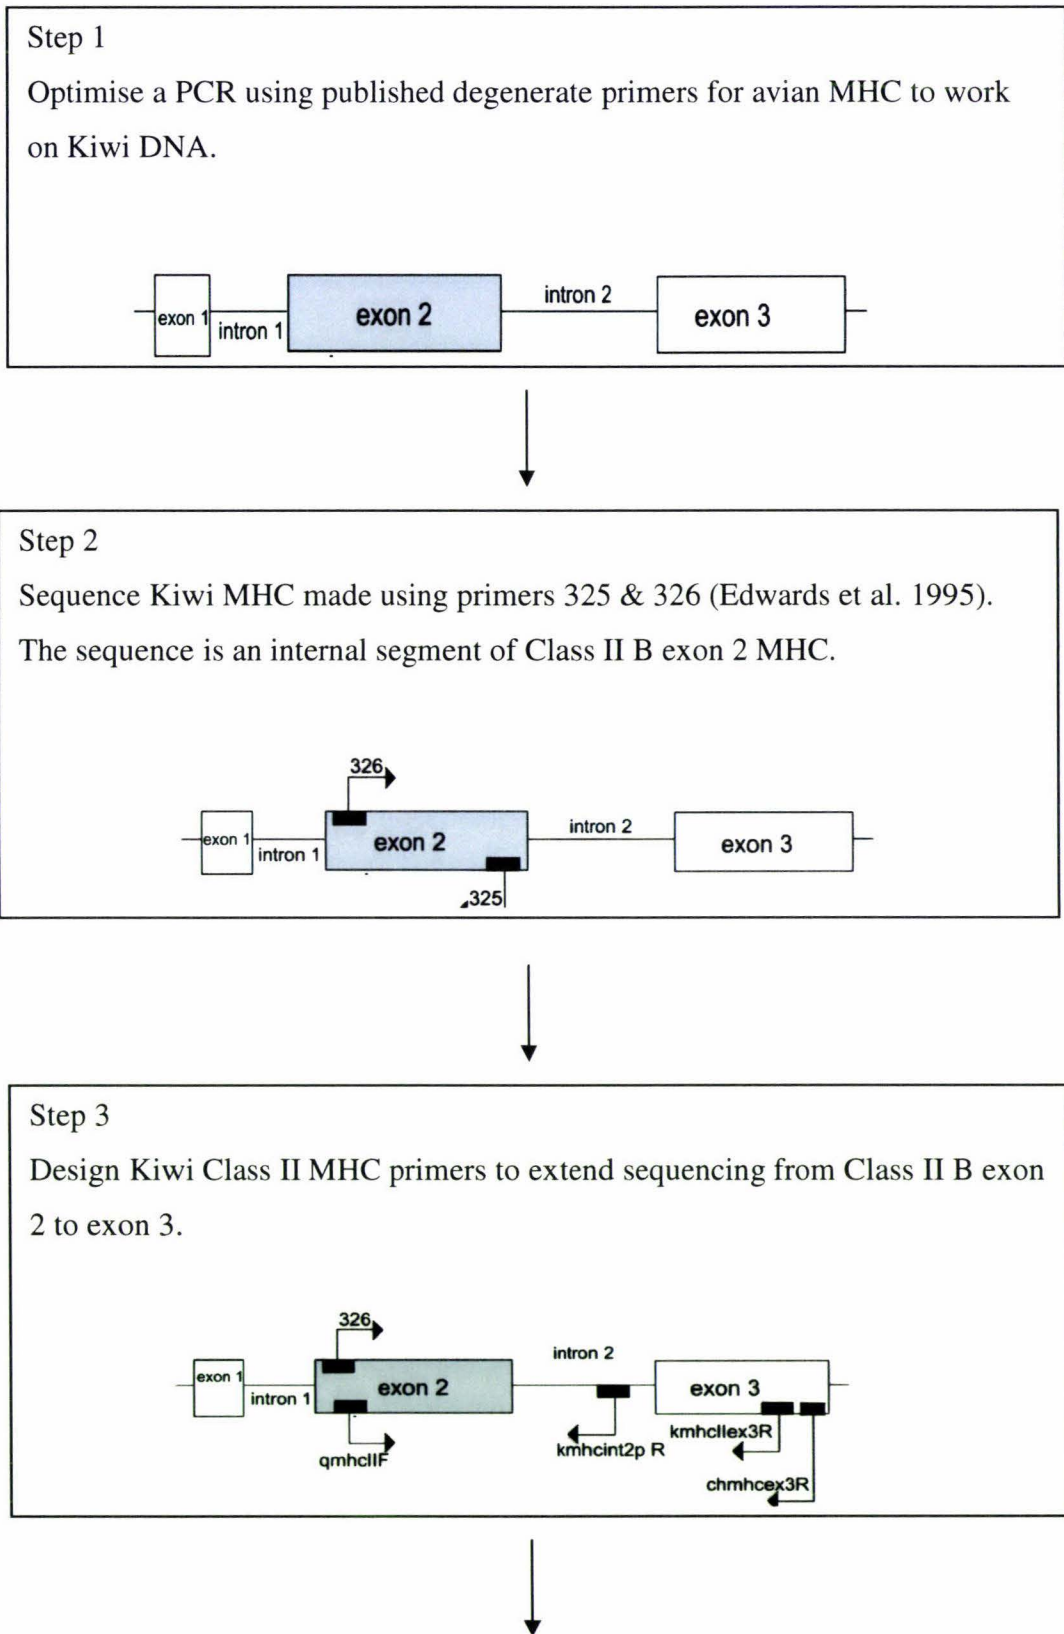 Step 1
Optimise a PCR using published degenerate primers for avian MHC to work
on Kiwi DNA.
exon 1
intron 1
exon 2
intron 2
exon 3
Step 2
Sequence Kiwi MHC made using primers 325 & 326 (Edwards et al. 1995).
The sequence is an internal segment of Class II B exon 2 MHC.
326
exon 1
intron 1
exon 2
intron 2
exon 3
325
Step 3
Design Kiwi Class II MHC primers to extend sequencing from Class II B exon
2 to exon 3.
326
exon 1
intron 1
exon 2
intron 2
exon 3
qmhcIIF
kmhcint2p R
kmhcIIex3R
chmhcex3R